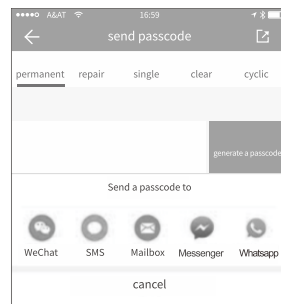 A&AT 16:59
send passcode
permanent repair single clear cyclic
generate a passcode
Send a passcode to
WeChat SMS Mailbox Messenger Whatsapp
cancel